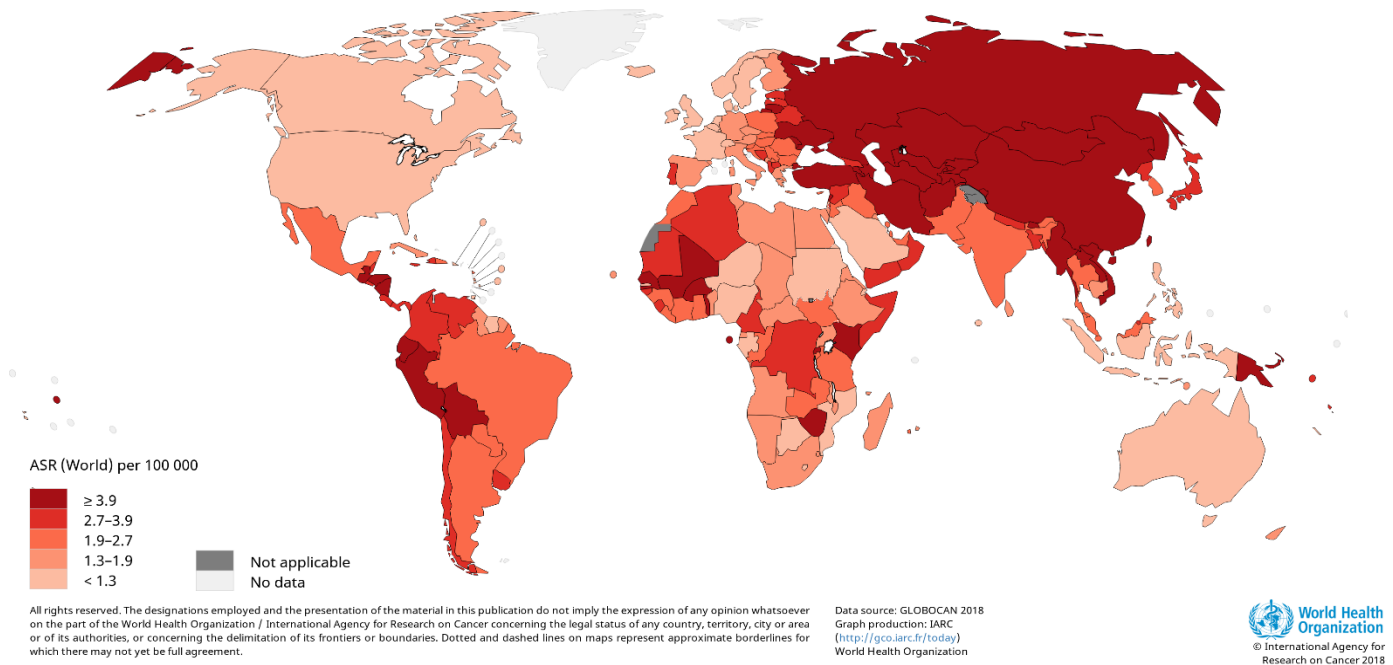 ASR (World) per 100 000
≥ 3.9
2.7–3.9
1.9–2.7
1.3–1.9
< 1.3
Not applicable
No data
All rights reserved. The designations employed and the presentation of the material in this publication do not imply the expression of any opinion whatsoever
on the part of the World Health Organization / International Agency for Research on Cancer concerning the legal status of any country, territory, city or area
or of its authorities, or concerning the delimitation of its frontiers or boundaries. Dotted and dashed lines on maps represent approximate borderlines for
which there may not yet be full agreement.
Data source: GLOBOCAN 2018
Graph production: IARC
(http://gco.iarc.fr/today)
World Health Organization
World Health
Organization
© International Agency for
Research on Cancer 2018